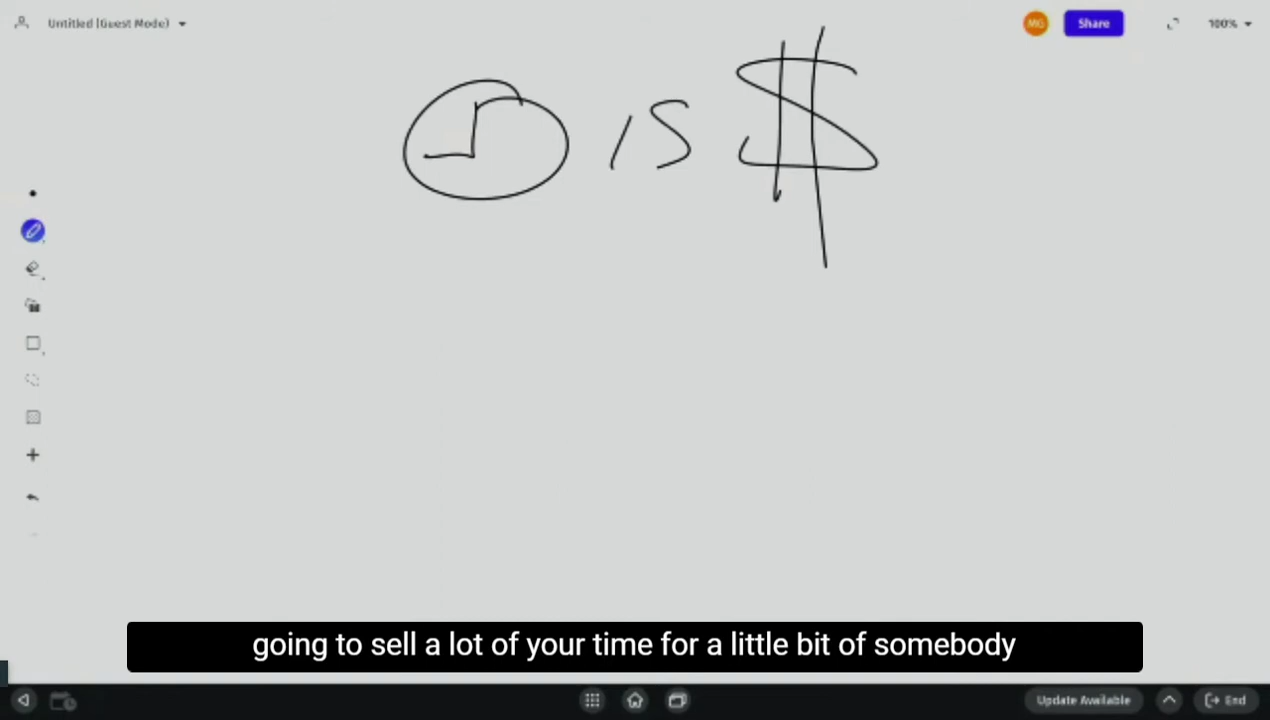 Untitled (Guest Mode)
MG
Share
100%
is $
going to sell a lot of your time for a little bit of somebody
Update Available
End